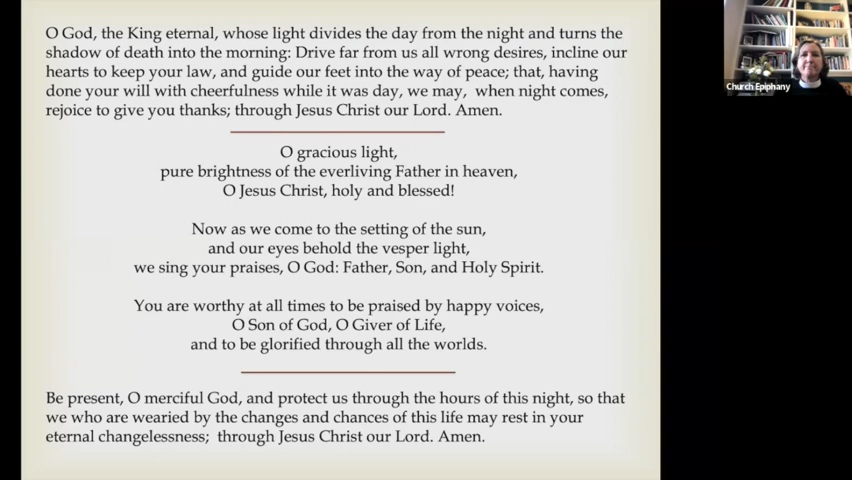 O God, the King eternal, whose light divides the day from the night and turns the
shadow of death into the morning: Drive far from us all wrong desires, incline our
hearts to keep your law, and guide our feet into the way of peace; that, having
done your will with cheerfulness while it was day, we may, when night comes,
rejoice to give you thanks; through Jesus Christ our Lord. Amen.
O gracious light,
pure brightness of the everliving Father in heaven,
O Jesus Christ, holy and blessed!
Now as we come to the setting of the sun,
and our eyes behold the vesper light,
we sing your praises, O God: Father, Son, and Holy Spirit.
You are worthy at all times to be praised by happy voices,
O Son of God, O Giver of Life,
and to be glorified through all the worlds.
Be present, O merciful God, and protect us through the hours of this night, so that
we who are wearied by the changes and chances of this life may rest in your
eternal changelessness; through Jesus Christ our Lord. Amen.
Church Epiphany